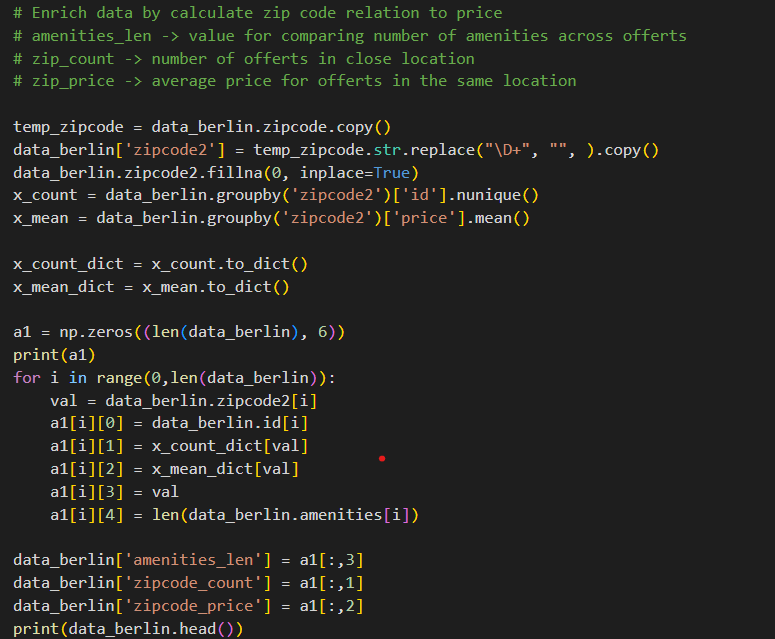 # Enrich data by calculate zip code relation to price
# amenities_len -> value for comparing number of amenities across offerts
# zip_count -> number of offerts in close location
# zip_price -> average price for offerts in the same location
temp_zipcode = data_berlin.zipcode.copy()
data_berlin['zipcode2'] = temp_zipcode.str.replace("\D+", "", ).copy()
data_berlin.zipcode2.fillna(0, inplace=True)
x_count = data_berlin.groupby('zipcode2')['id'].nunique()
x_mean = data_berlin.groupby('zipcode2')['price'].mean()
x_count_dict = x_count.to_dict()
x_mean_dict = x_mean.to_dict()
a1 = np.zeros((len(data_berlin), 6))
print(a1)
for i in range(0,len(data_berlin)):
    val = data_berlin.zipcode2[i]
    a1[i][0] = data_berlin.id[i]
    a1[i][1] = x_count_dict[val]
    a1[i][2] = x_mean_dict[val]
    a1[i][3] = val
    a1[i][4] = len(data_berlin.amenities[i])
data_berlin['amenities_len'] = a1[:,3]
data_berlin['zipcode_count'] = a1[:,1]
data_berlin['zipcode_price'] = a1[:,2]
print(data_berlin.head())